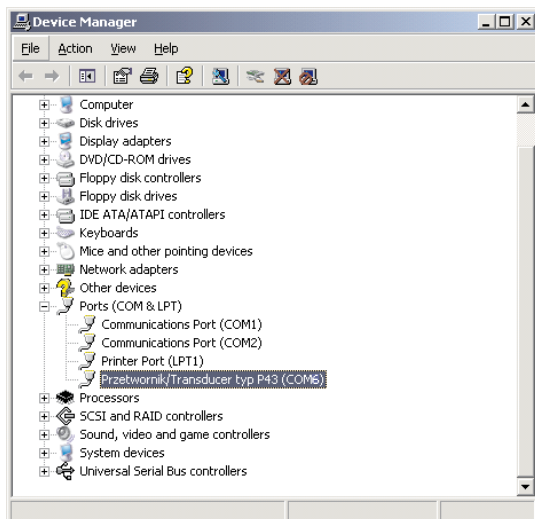 Device Manager
File Action View Help
Computer
Disk drives
Display adapters
DVD/CD-ROM drives
Floppy disk controllers
Floppy disk drives
IDE ATA/ATAPI controllers
Keyboards
Mice and other pointing devices
Network adapters
Other devices
Ports (COM & LPT)
Communications Port (COM1)
Communications Port (COM2)
Printer Port (LPT1)
Przetwornik/Transducer typ P43 (COM6)
Processors
SCSI and RAID controllers
Sound, video and game controllers
System devices
Universal Serial Bus controllers